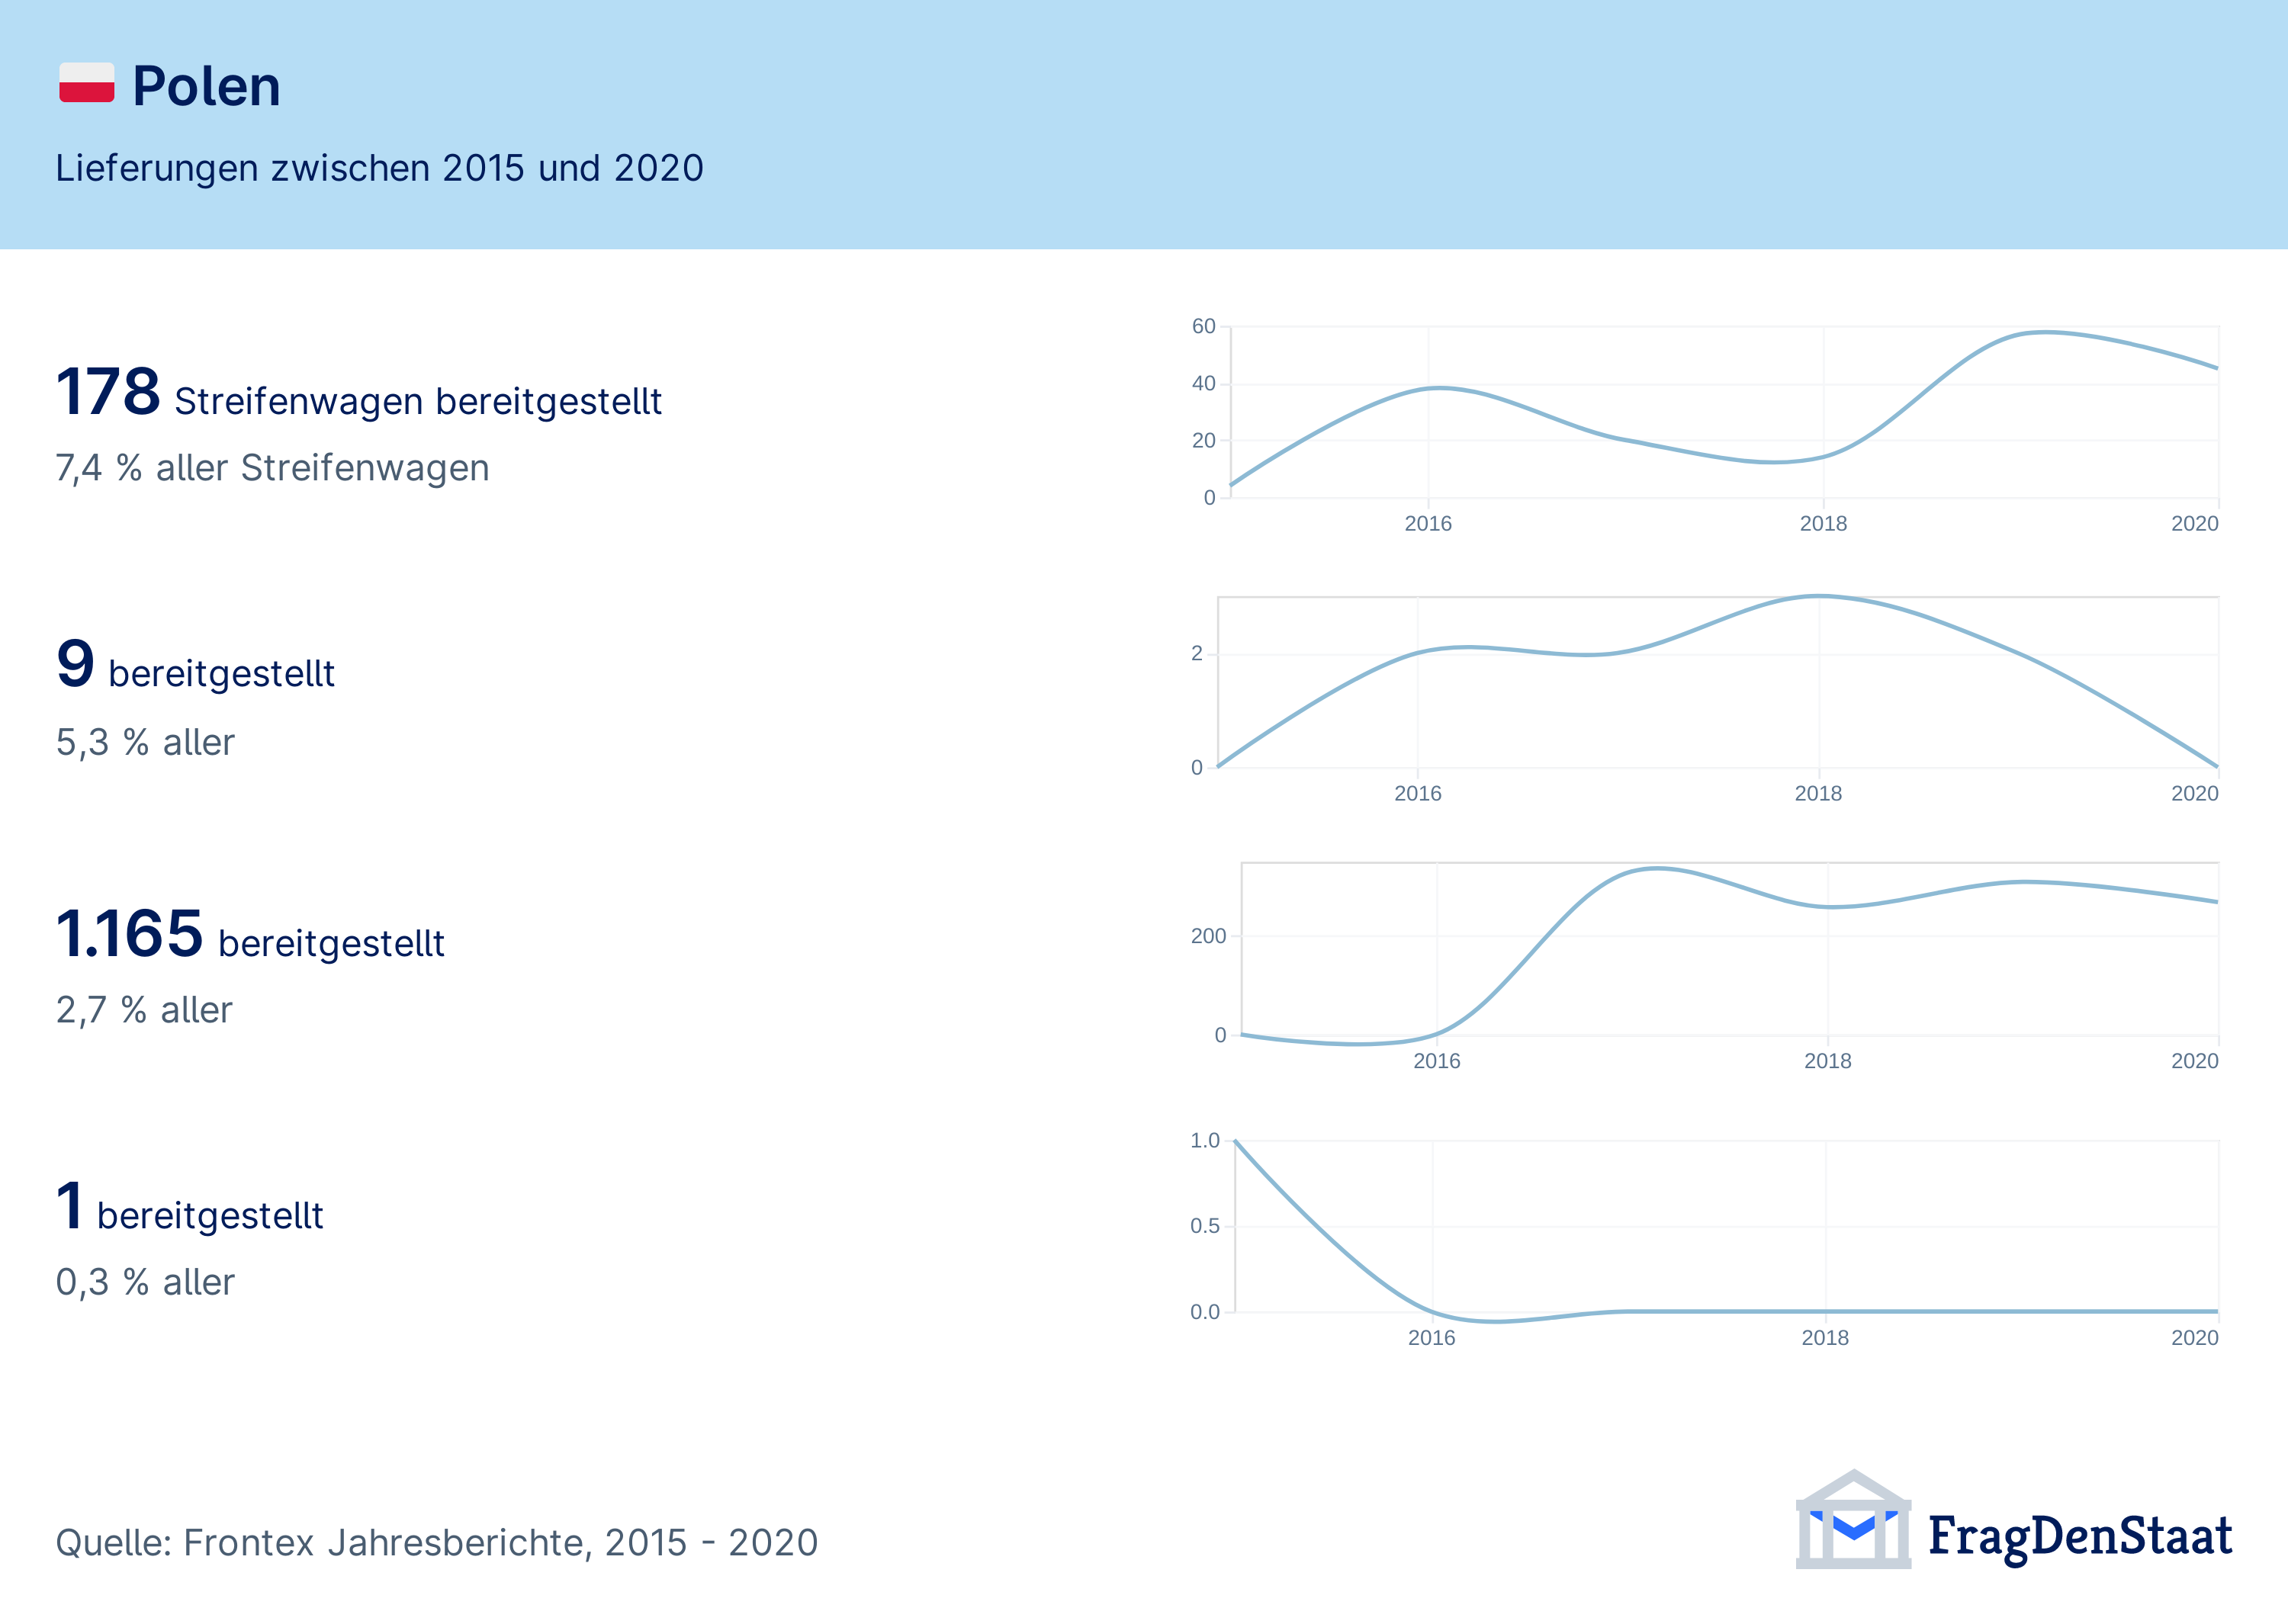 Polen
Lieferungen zwischen 2015 und 2020
178 Streifenwagen bereitgestellt
7,4 % aller Streifenwagen
60
40
20
0
2016 2018 2020
9 bereitgestellt
5,3 % aller
2
0
2016 2018 2020
1.165 bereitgestellt
2,7 % aller
200
0
2016 2018 2020
1 bereitgestellt
0,3 % aller
1.0
0.5
0.0
2016 2018 2020
Quelle: Frontex Jahresberichte, 2015 - 2020
FragDenStaat